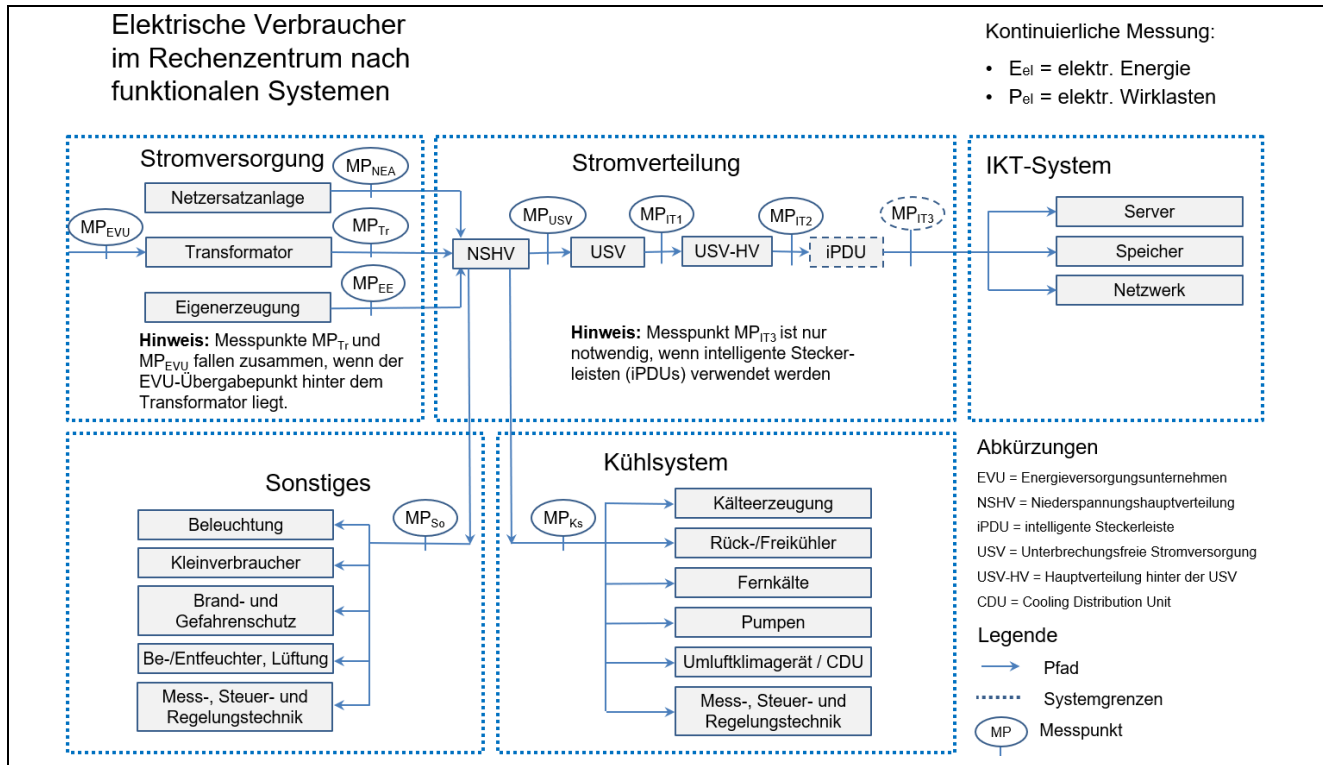 Elektrische Verbraucher
im Rechenzentrum nach
funktionalen Systemen
Kontinuierliche Messung:
• Eel = elektr. Energie
• Pel = elektr. Wirklasten
Stromversorgung
MPNEA
Netzersatzanlage
MPEVU
MPTr
Transformator
MPEE
Eigenerzeugung
Hinweis: Messpunkte MPTr und
MPEVU fallen zusammen, wenn der
EVU-Übergabepunkt hinter dem
Transformator liegt.
Stromverteilung
NSHV
MPUSV
USV
MPIT1
USV-HV
MPIT2
iPDU
MPIT3
Hinweis: Messpunkt MPIT3 ist nur
notwendig, wenn intelligente Stecker-
leisten (iPDUs) verwendet werden
IKT-System
Server
Speicher
Netzwerk
Sonstiges
MPSo
Beleuchtung
Kleinverbraucher
Brand- und
Gefahrenschutz
Be-/Entfeuchter, Lüftung
Mess-, Steuer- und
Regelungstechnik
Kühlsystem
MPKs
Kälteerzeugung
Rück-/Freikühler
Fernkälte
Pumpen
Umluftklimagerät / CDU
Mess-, Steuer- und
Regelungstechnik
Abkürzungen
EVU = Energieversorgungsunternehmen
NSHV = Niederspannungshauptverteilung
iPDU = intelligente Steckerleiste
USV = Unterbrechungsfreie Stromversorgung
USV-HV = Hauptverteilung hinter der USV
CDU = Cooling Distribution Unit
Legende
Pfad
Systemgrenzen
MP Messpunkt